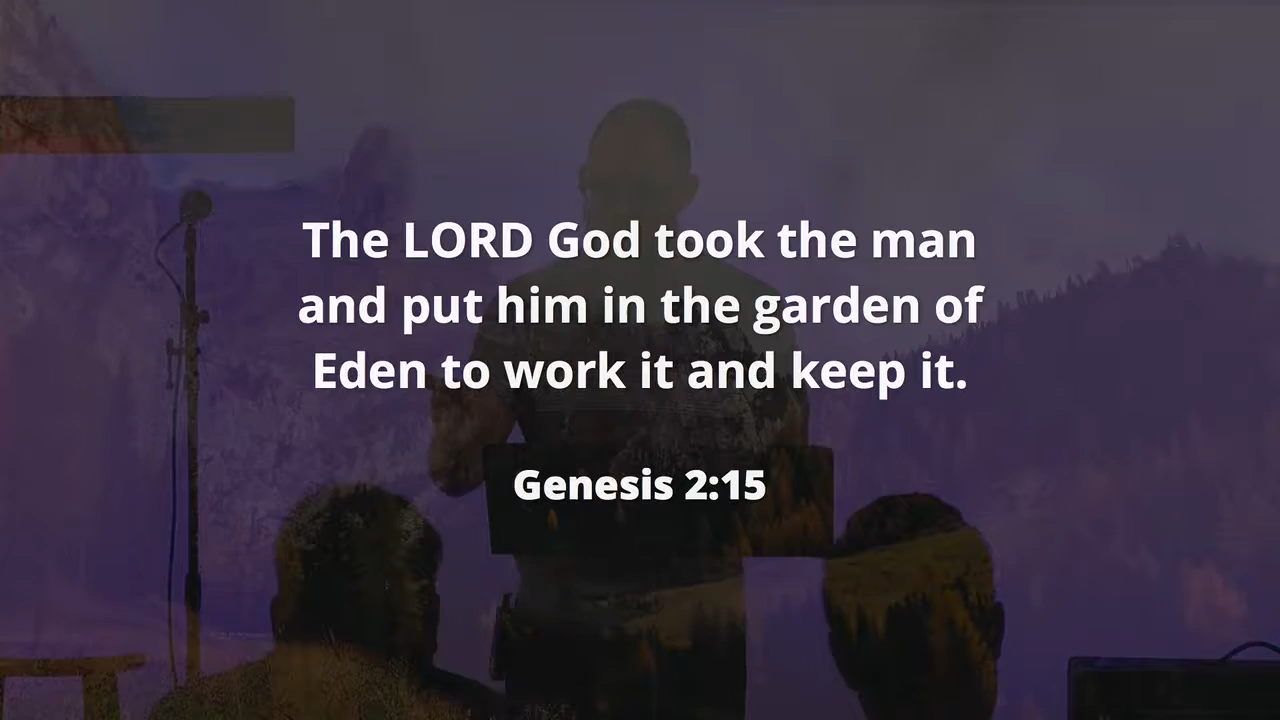 The LORD God took the man
and put him in the garden of
Eden to work it and keep it.
Genesis 2:15